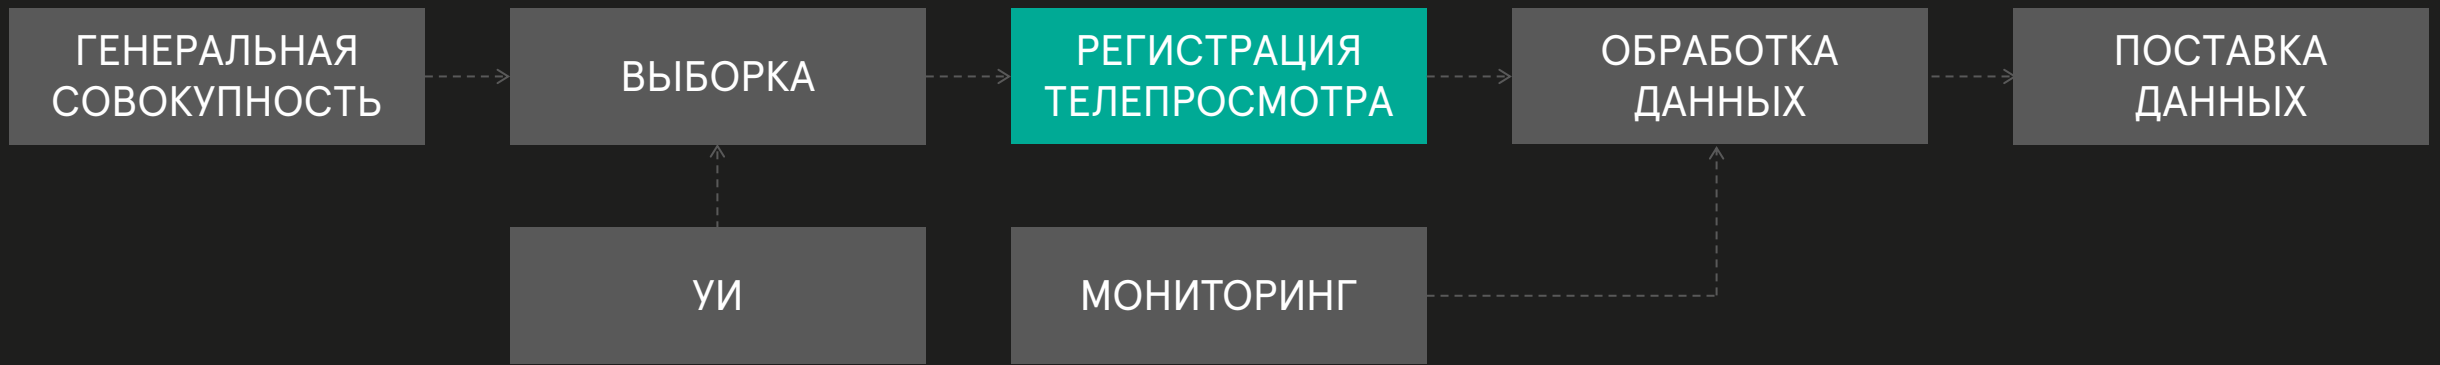 ГЕНЕРАЛЬНАЯ
СОВОКУПНОСТЬ
ВЫБОРКА
РЕГИСТРАЦИЯ
ТЕЛЕПРОСМОТРА
ОБРАБОТКА
ДАННЫХ
ПОСТАВКА
ДАННЫХ
УИ
МОНИТОРИНГ